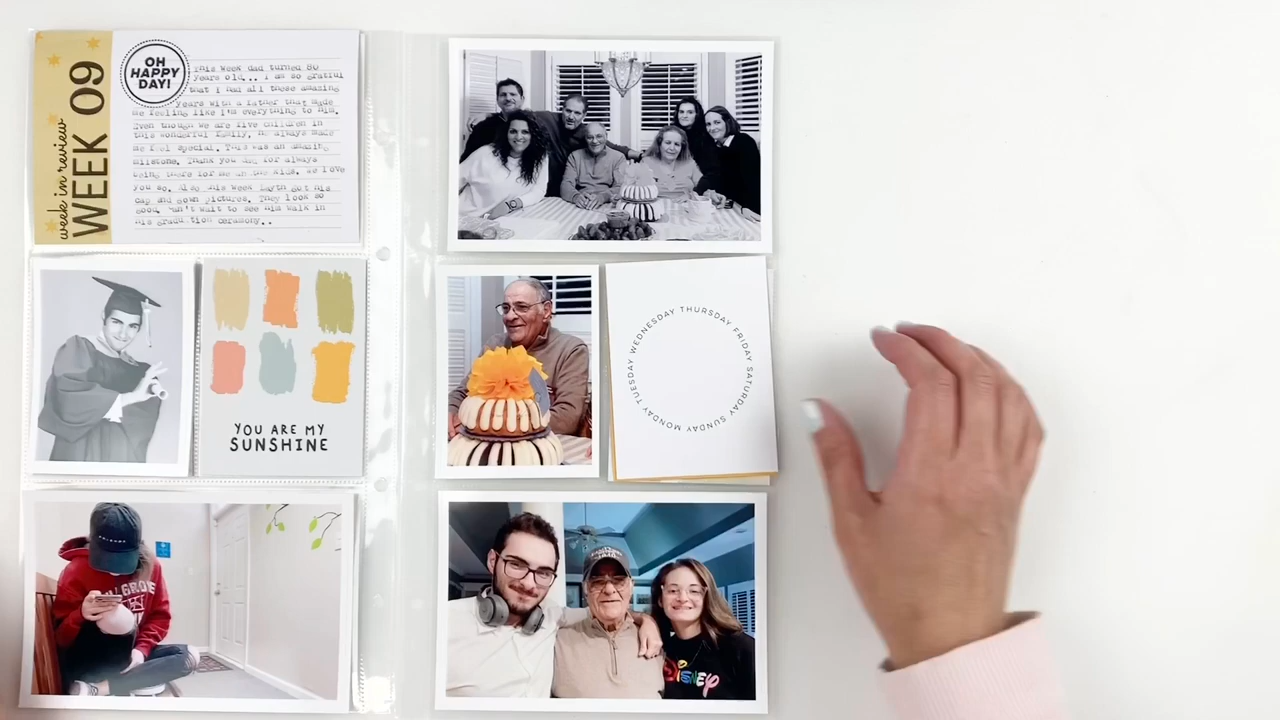 week in review
WEEK 09
OH
HAPPY
DAY!
This week dad turned 80
years old... I am so grateful
that I had all those amazing
years with a father that made
me feeling like I'm everything to him.
Even though we are five children in
this wonderful family, he always made
me feel special. This was an amazing
milstone. Thank you dad for always
being there for me and the kids. We love
you so. Also this week Layth got his
cap and gown pictures. They look so
good. Can't wait to see him walk in
his graduation ceremony..
YOU ARE MY
SUNSHINE
MONDAY TUESDAY WEDNESDAY THURSDAY FRIDAY SATURDAY SUNDAY
DISNEY